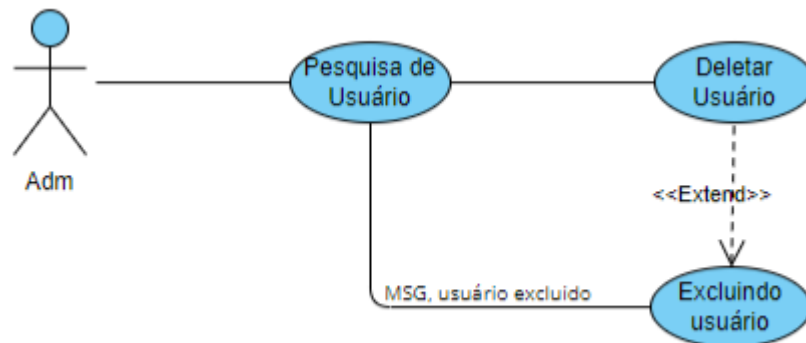 Pesquisa de
Usuário
Deletar
Usuário
Adm
<<Extend>>
MSG, usuário excluido
Excluindo
usuário